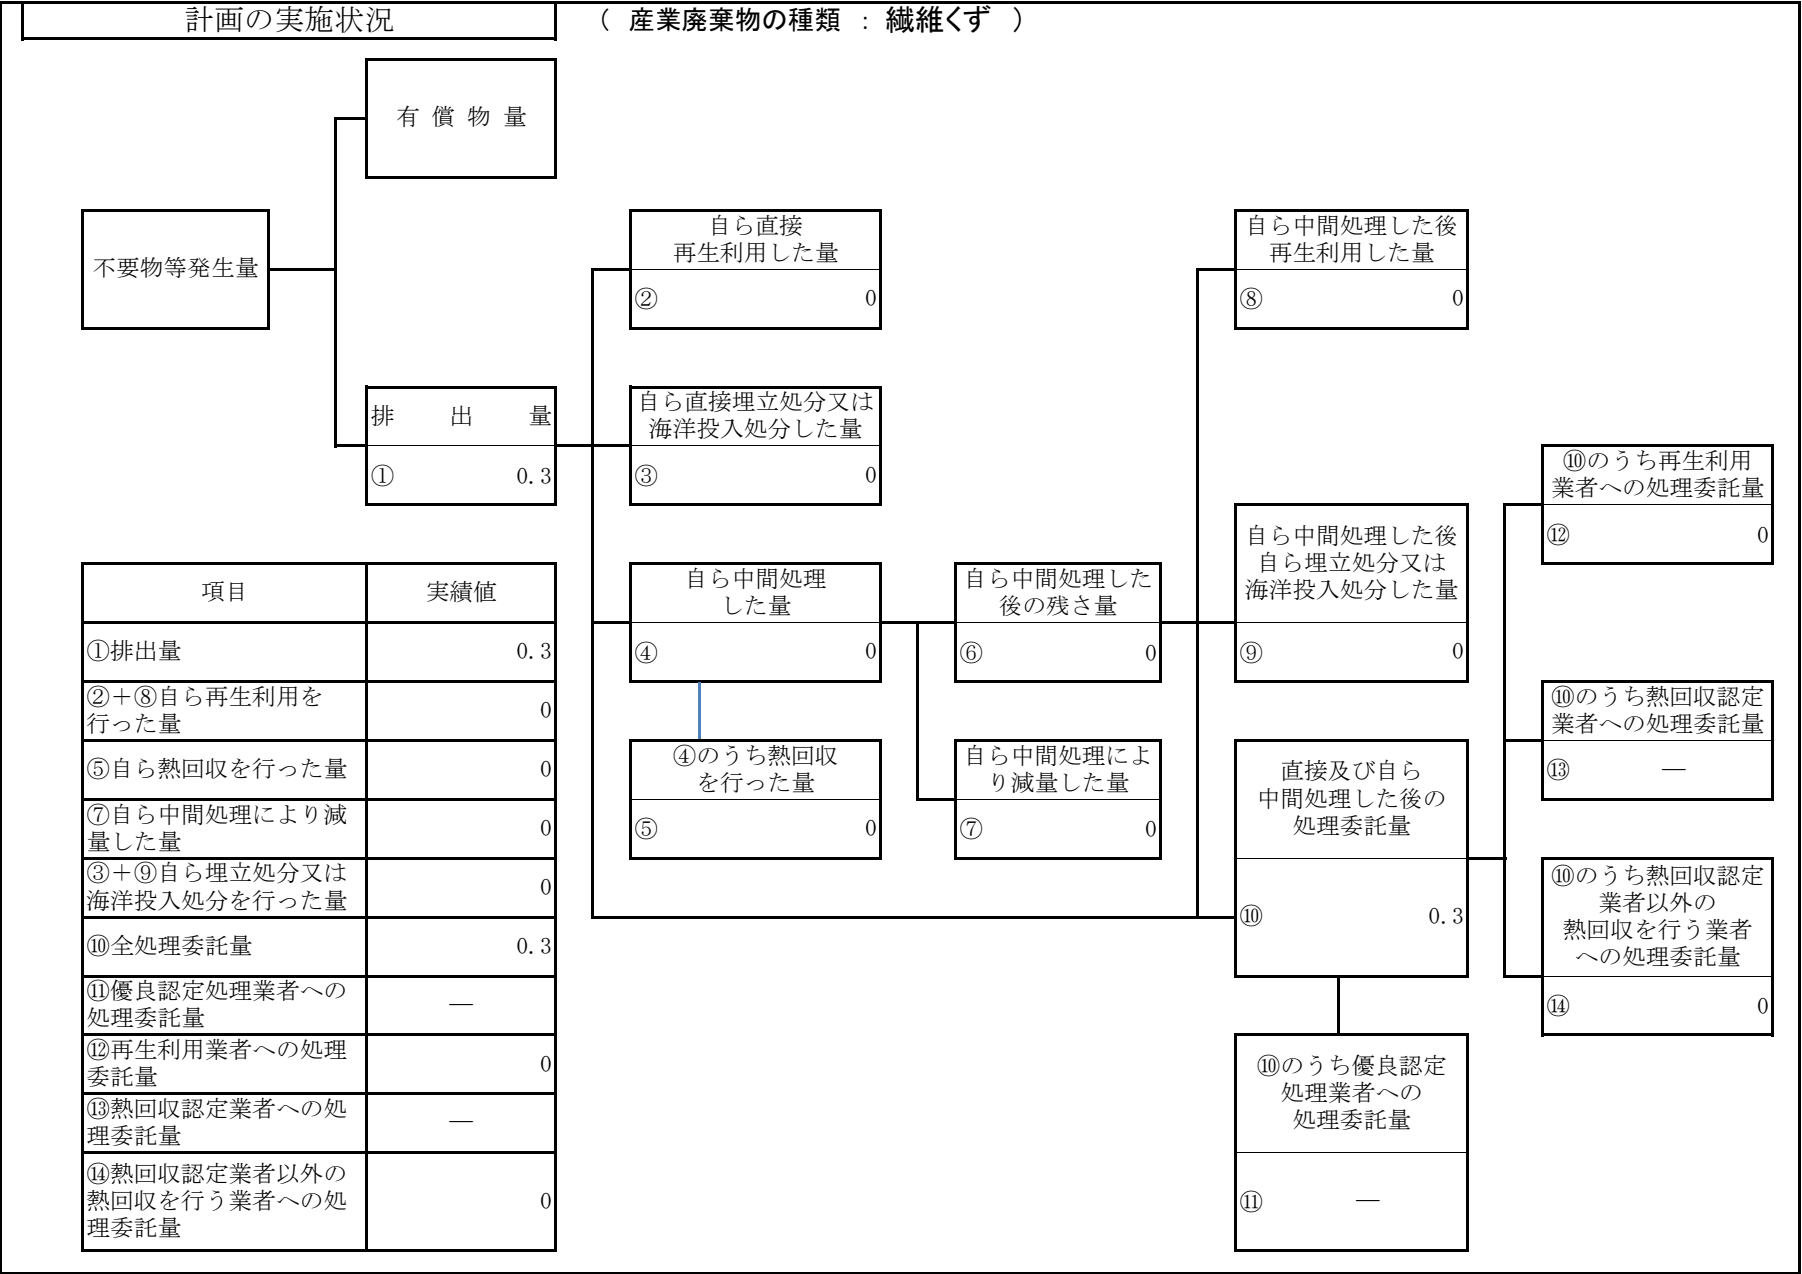 計画の実施状況
（ 産業廃棄物の種類 ： 繊維くず ）
有 償 物 量
不要物等発生量
排 出 量
① 0.3
自ら直接
再生利用した量
② 0
自ら直接埋立処分又は
海洋投入処分した量
③ 0
自ら中間処理
した量
④ 0
④のうち熱回収
を行った量
⑤ 0
自ら中間処理した
後の残さ量
⑥ 0
自ら中間処理によ
り減量した量
⑦ 0
自ら中間処理した後
再生利用した量
⑧ 0
自ら中間処理した後
自ら埋立処分又は
海洋投入処分した量
⑨ 0
直接及び自ら
中間処理した後の
処理委託量
⑩ 0.3
⑩のうち優良認定
処理業者への
処理委託量
⑪ ―
⑩のうち再生利用
業者への処理委託量
⑫ 0
⑩のうち熱回収認定
業者への処理委託量
⑬ ―
⑩のうち熱回収認定
業者以外の
熱回収を行う業者
への処理委託量
⑭ 0
項目 実績値
①排出量 0.3
②＋⑧自ら再生利用を
行った量 0
⑤自ら熱回収を行った量 0
⑦自ら中間処理により減
量した量 0
③＋⑨自ら埋立処分又は
海洋投入処分を行った量 0
⑩全処理委託量 0.3
⑪優良認定処理業者への
処理委託量 ―
⑫再生利用業者への処理
委託量 0
⑬熱回収認定業者への処
理委託量 ―
⑭熱回収認定業者以外の
熱回収を行う業者への処
理委託量 0